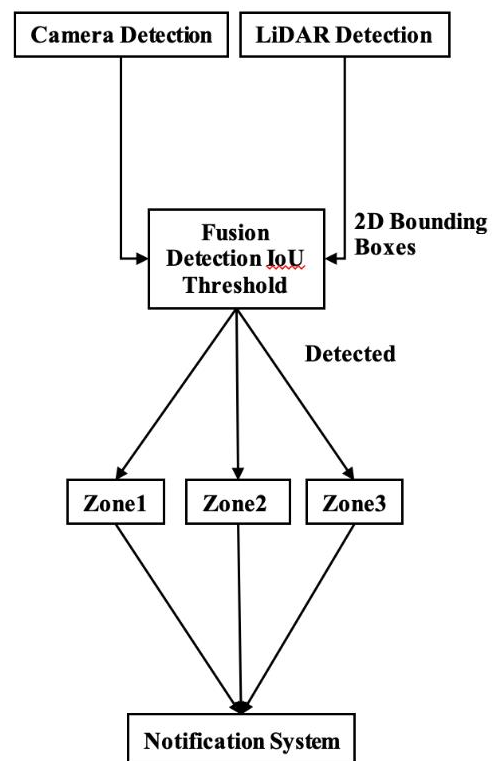 Camera Detection
LiDAR Detection
Fusion
Detection IoU
Threshold
2D Bounding
Boxes
Detected
Zone1
Zone2
Zone3
Notification System